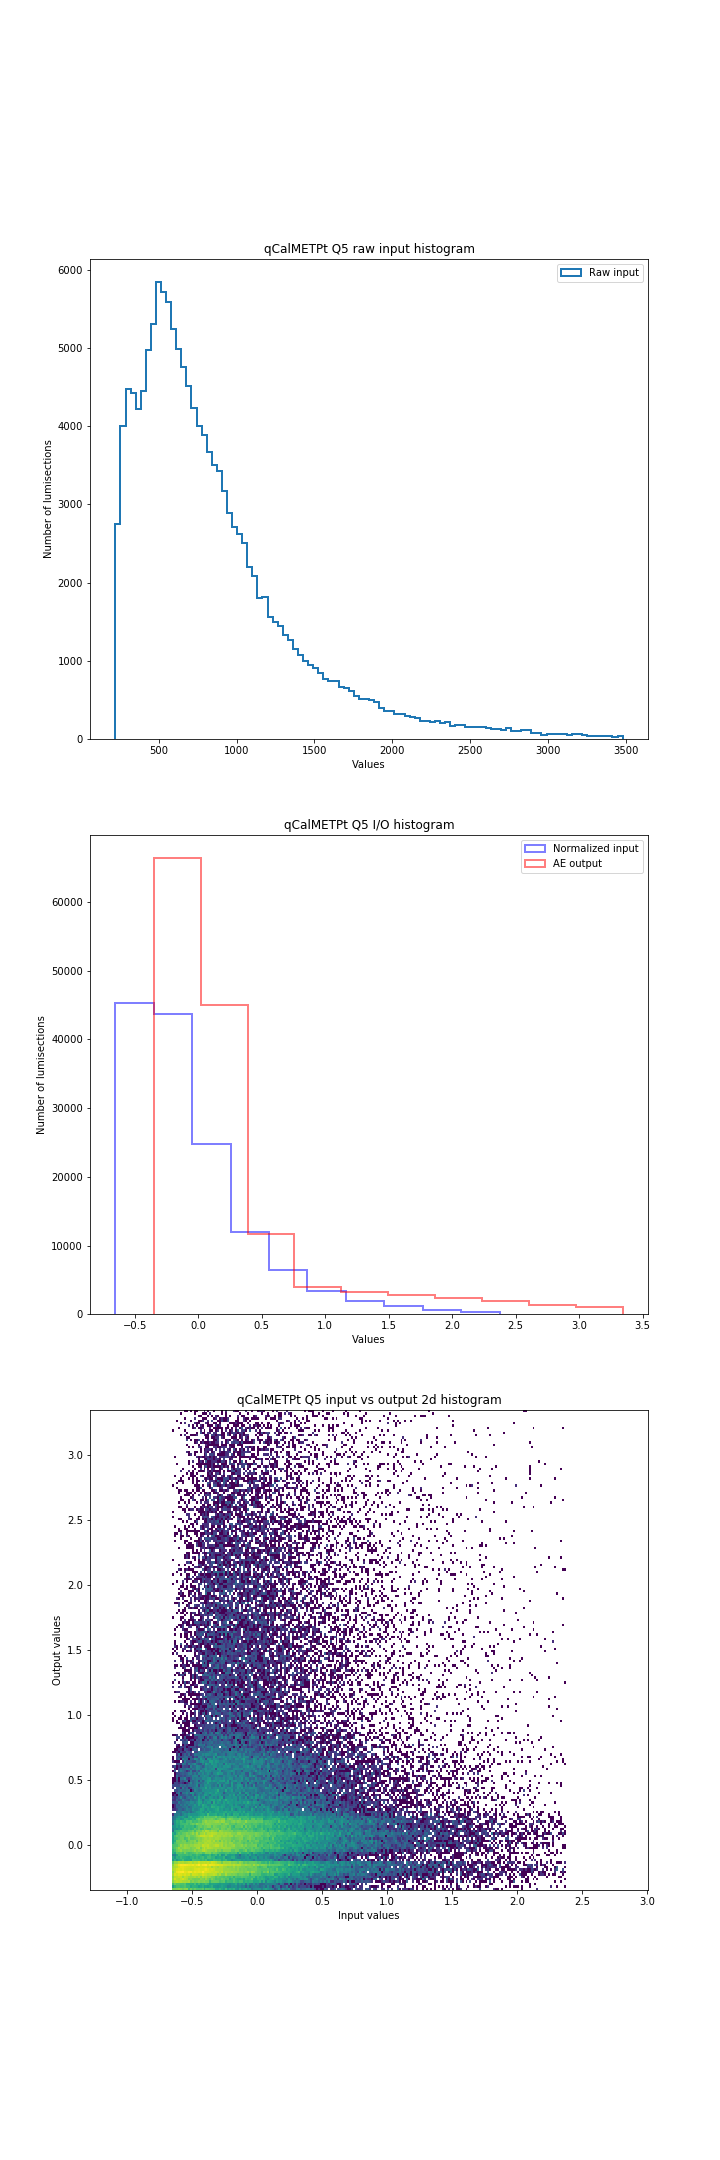 qCalMETPt Q5 raw input histogram
6000
5000
4000
3000
2000
1000
0
Number of lumisections
Raw input
500 1000 1500 2000 2500 3000 3500
Values
qCalMETPt Q5 I/O histogram
60000
50000
40000
30000
20000
10000
0
Number of lumisections
Normalized input
AE output
−0.5 0.0 0.5 1.0 1.5 2.0 2.5 3.0 3.5
Values
qCalMETPt Q5 input vs output 2d histogram
3.0
2.5
2.0
1.5
1.0
0.5
0.0
Output values
−1.0 −0.5 0.0 0.5 1.0 1.5 2.0 2.5 3.0
Input values